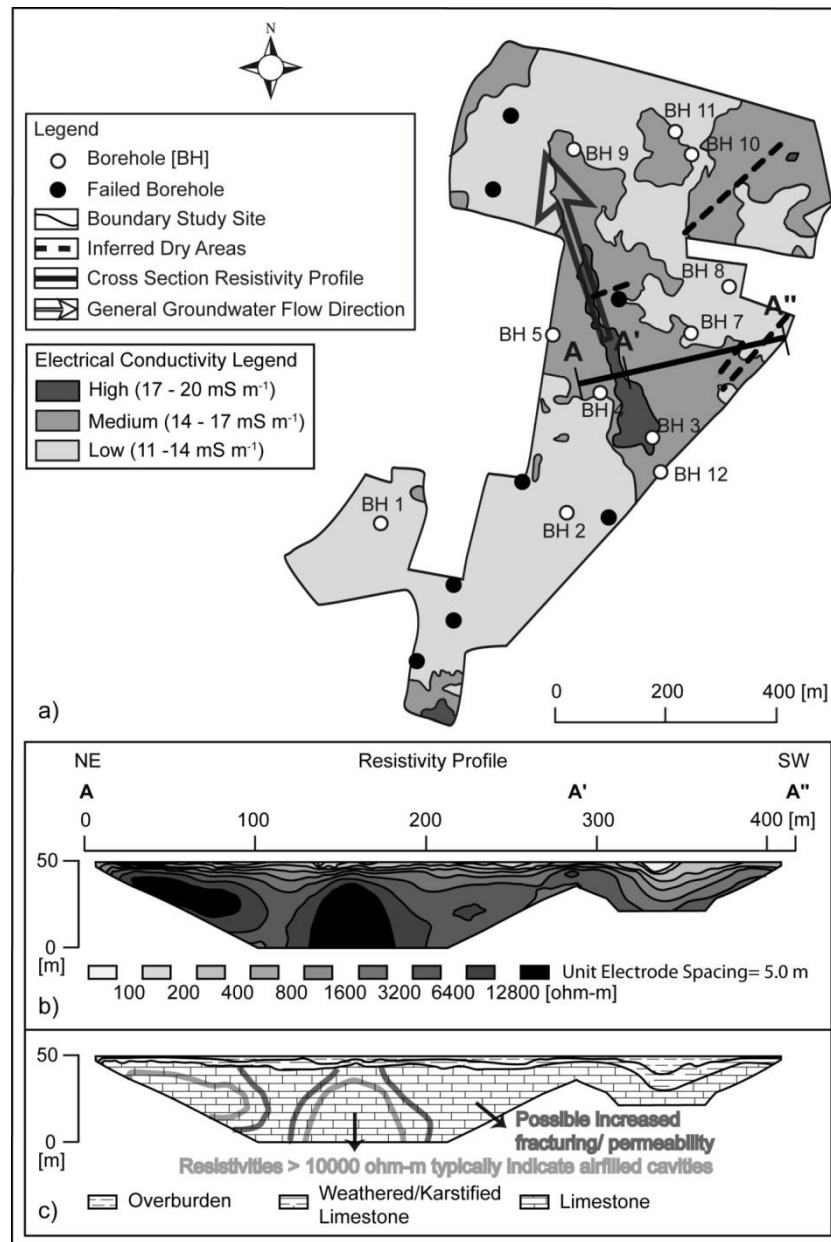 N
Legend
Borehole [BH]
Failed Borehole
Boundary Study Site
Inferred Dry Areas
Cross Section Resistivity Profile
General Groundwater Flow Direction
Electrical Conductivity Legend
High (17 - 20 mS m⁻¹)
Medium (14 - 17 mS m⁻¹)
Low (11 -14 mS m⁻¹)
BH 11
BH 10
BH 9
BH 8
A"
BH 7
BH 5
A'
A
BH 4
BH 3
BH 12
BH 1
BH 2
0 200 400 [m]
a)
NE Resistivity Profile SW
A A' A"
0 100 200 300 400 [m]
50
0
[m]
Unit Electrode Spacing= 5.0 m
100 200 400 800 1600 3200 6400 12800 [ohm-m]
b)
50
0
[m]
Possible increased
fracturing/ permeability
Resistivities > 10000 ohm-m typically indicate airfilled cavities
Overburden
Weathered/Karstified
Limestone
Limestone
c)